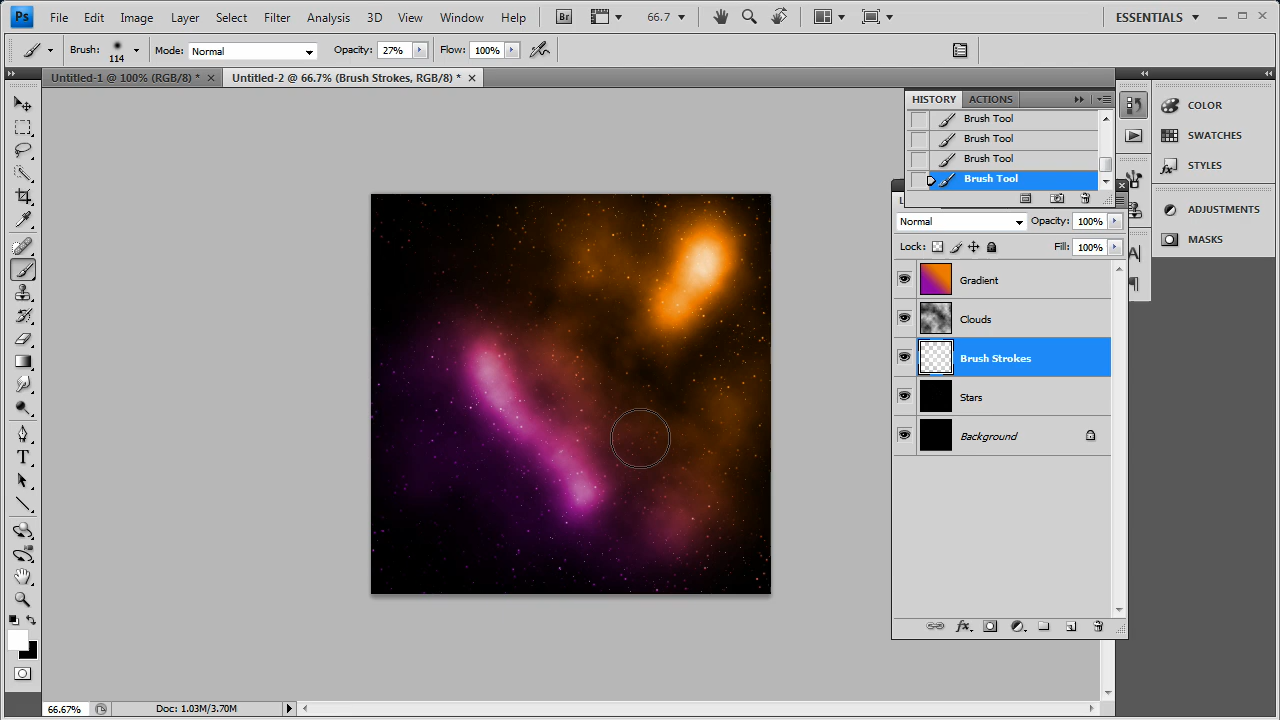 Ps File Edit Image Layer Select Filter Analysis 3D View Window Help Br 66.7 ESSENTIALS
Brush: 114 Mode: Normal Opacity: 27% Flow: 100%
Untitled-1 @ 100% (RGB/8) * Untitled-2 @ 66.7% (Brush Strokes, RGB/8) *
HISTORY ACTIONS
Brush Tool
Brush Tool
Brush Tool
Brush Tool
COLOR
SWATCHES
STYLES
ADJUSTMENTS
MASKS
Normal Opacity: 100%
Lock: Fill: 100%
Gradient
Clouds
Brush Strokes
Stars
Background
66.67% Doc: 1.03M/3.70M